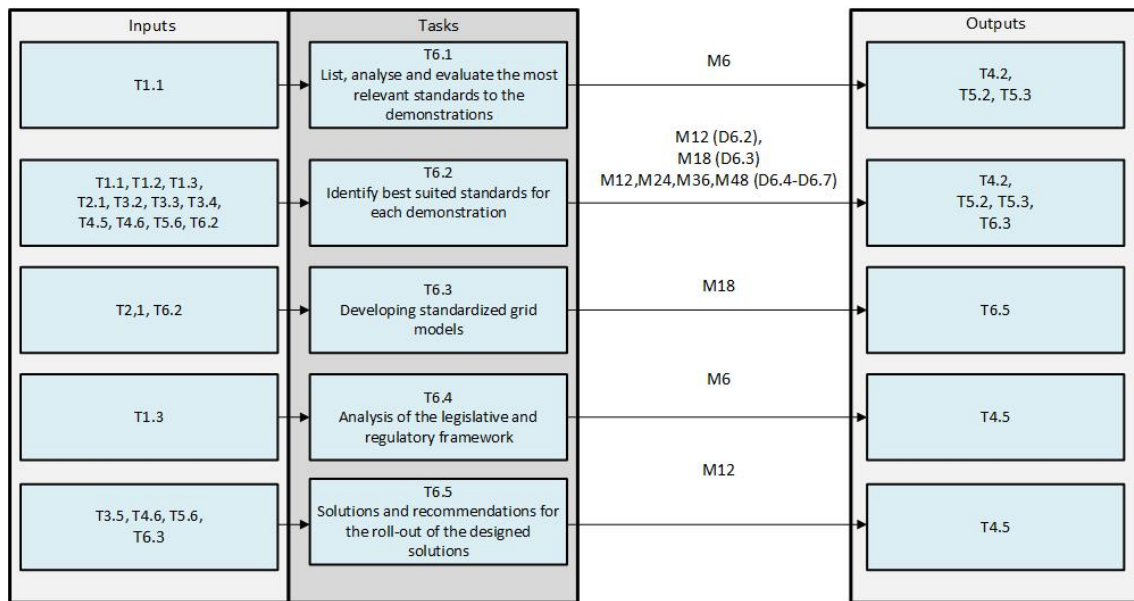 Inputs
Tasks
Outputs
T1.1
T6.1
List, analyse and evaluate the most
relevant standards to the
demonstrations
M6
T4.2,
T5.2, T5.3
T1.1, T1.2, T1.3,
T2.1, T3.2, T3.3, T3.4,
T4.5, T4.6, T5.6, T6.2
T6.2
Identify best suited standards for
each demonstration
M12 (D6.2),
M18 (D6.3)
M12,M24,M36,M48 (D6.4-D6.7)
T4.2,
T5.2, T5.3,
T6.3
T2,1, T6.2
T6.3
Developing standardized grid
models
M18
T6.5
T1.3
T6.4
Analysis of the legislative and
regulatory framework
M6
T4.5
T3.5, T4.6, T5.6,
T6.3
T6.5
Solutions and recommendations for
the roll-out of the designed
solutions
M12
T4.5